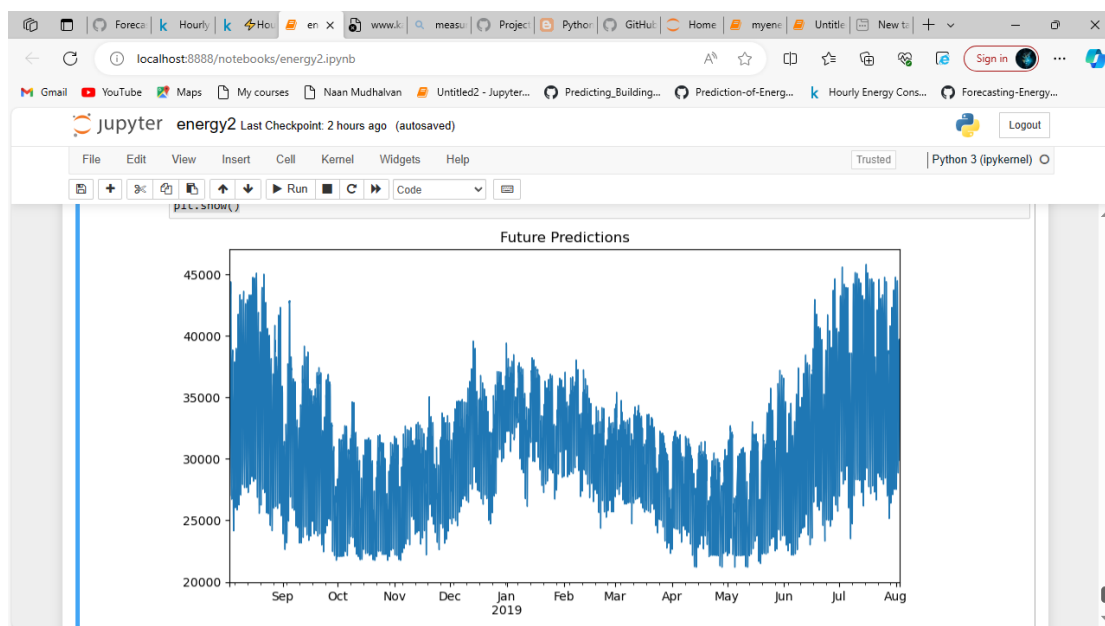 Foreca Hourly Hou en www.k measu Project Pythor GitHub Home myene Untitle New ta
localhost:8888/notebooks/energy2.ipynb Sign in
Gmail YouTube Maps My courses Naan Mudhalvan Untitled2 - Jupyter... Predicting_Building... Prediction-of-Energ... Hourly Energy Cons... Forecasting-Energy...
jupyter energy2 Last Checkpoint: 2 hours ago (autosaved) Logout
File Edit View Insert Cell Kernel Widgets Help Trusted Python 3 (ipykernel)
Run Code
plt.show()
Future Predictions
45000
40000
35000
30000
25000
20000
Sep Oct Nov Dec Jan Feb Mar Apr May Jun Jul Aug
2019